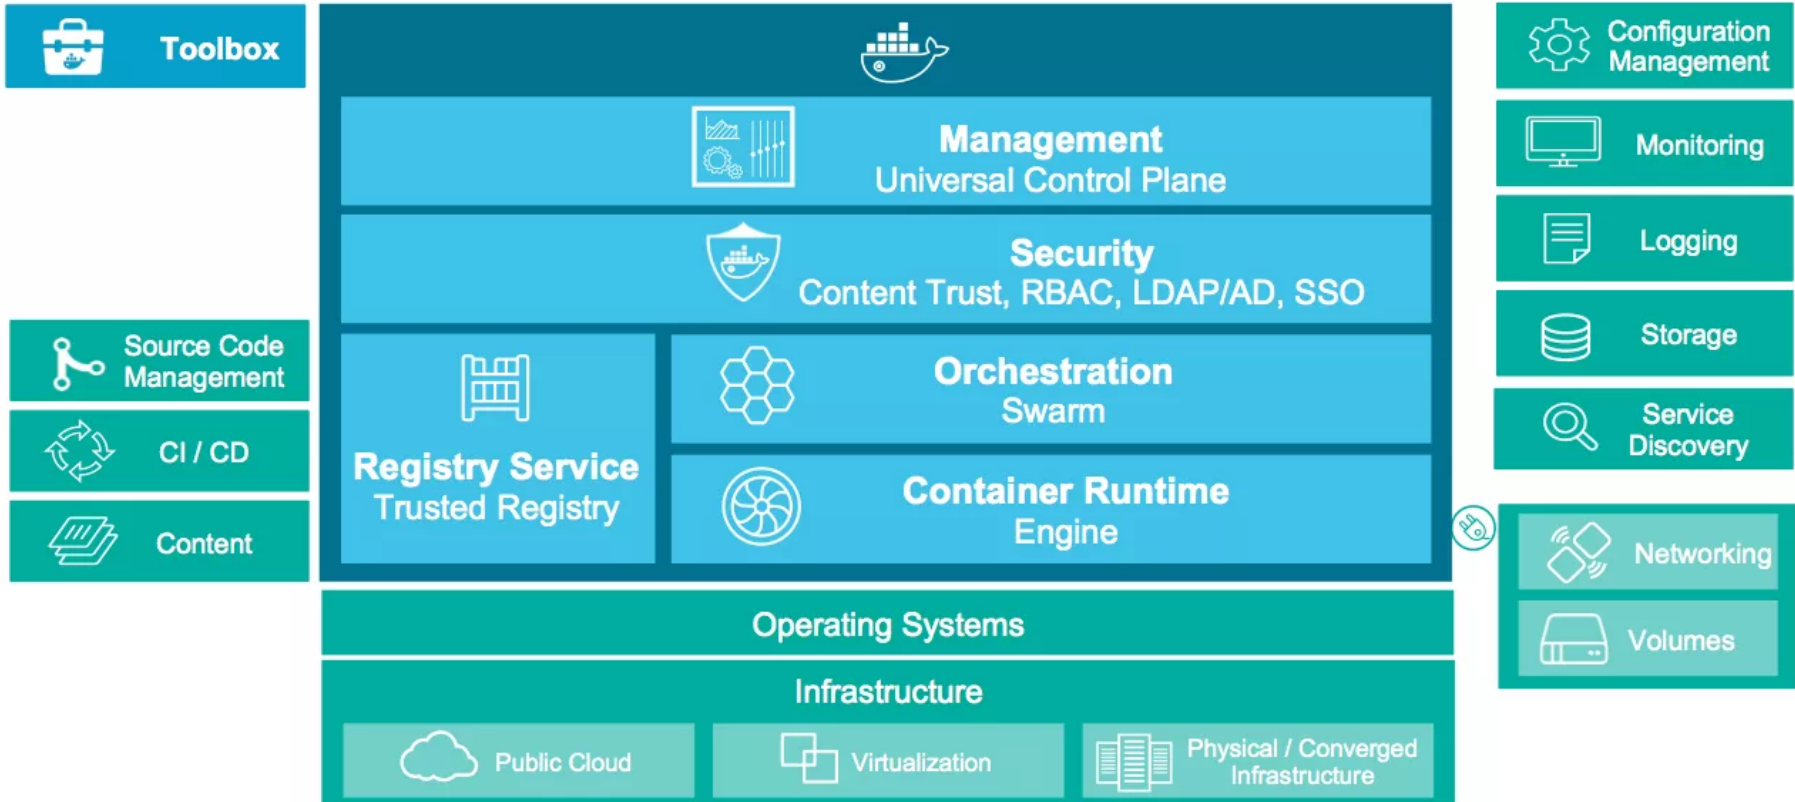 Toolbox
Source Code
Management
CI / CD
Content
Management
Universal Control Plane
Security
Content Trust, RBAC, LDAP/AD, SSO
Registry Service
Trusted Registry
Orchestration
Swarm
Container Runtime
Engine
Operating Systems
Infrastructure
Public Cloud
Virtualization
Physical / Converged
Infrastructure
Configuration
Management
Monitoring
Logging
Storage
Service
Discovery
Networking
Volumes